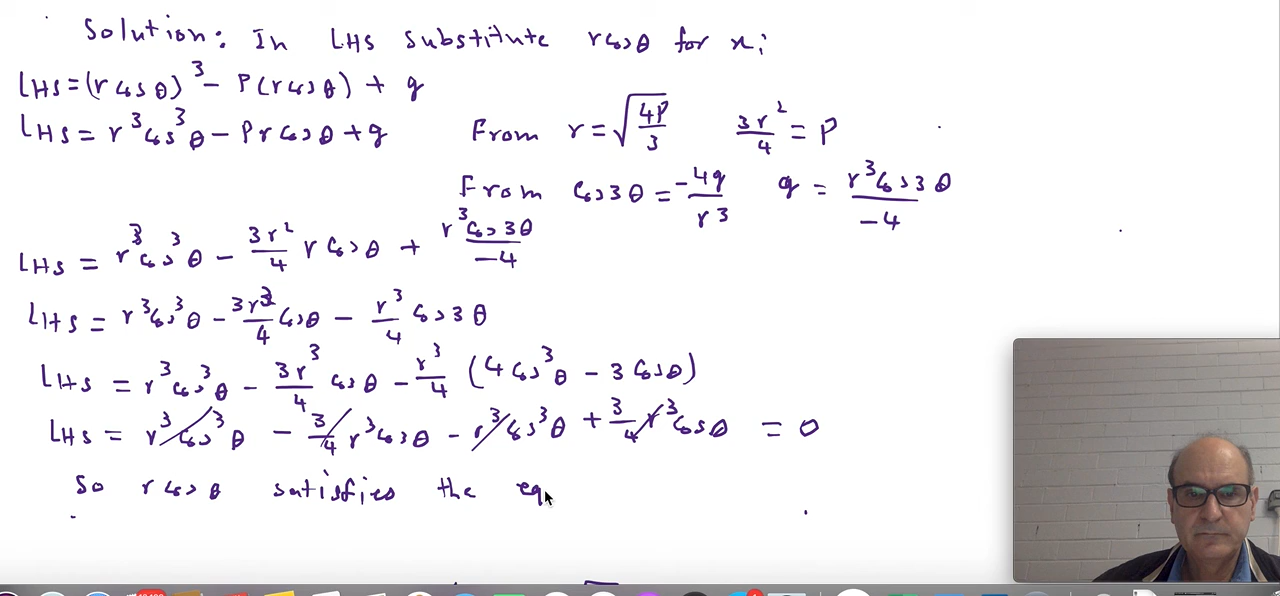 Solution: In LHS substitute rcosθ for x;
LHS=(rcosθ)³ - P(rcosθ) + q
LHS = r³cos³θ - Prcosθ + q From r = √(4P/3) 3r²/4 = P
From cos3θ = -4q/r³ q = r³cos3θ/-4
LHS = r³cos³θ - 3r²/4 rcosθ + r³cos3θ/-4
LHS = r³cos³θ - 3r³/4 cosθ - r³/4 cos3θ
LHS = r³cos³θ - 3r³/4 cosθ - r³/4 (4cos³θ - 3cosθ)
LHS = r³cos³θ - 3/4 r³cosθ - r³cos³θ + 3/4 r³cosθ = 0
So rcosθ satisfies the eq